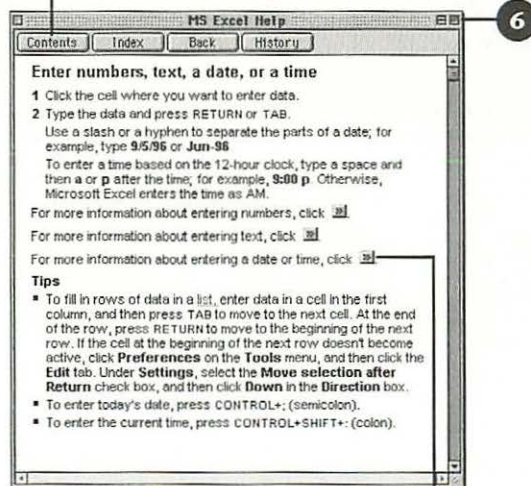 MS Excel Help
6
Contents Index Back History
Enter numbers, text, a date, or a time
1 Click the cell where you want to enter data.
2 Type the data and press RETURN or TAB.
Use a slash or a hyphen to separate the parts of a date; for
example, type 9/5/96 or Jun-96
To enter a time based on the 12-hour clock, type a space and
then a or p after the time; for example, 9:00 p. Otherwise,
Microsoft Excel enters the time as AM.
For more information about entering numbers, click
For more information about entering text, click
For more information about entering a date or time, click
Tips
▪ To fill in rows of data in a list, enter data in a cell in the first
column, and then press TAB to move to the next cell. At the end
of the row, press RETURN to move to the beginning of the next
row. If the cell at the beginning of the next row doesn't become
active, click Preferences on the Tools menu, and then click the
Edit tab. Under Settings, select the Move selection after
Return check box, and then click Down in the Direction box.
▪ To enter today's date, press CONTROL+; (semicolon).
▪ To enter the current time, press CONTROL+SHIFT+: (colon).